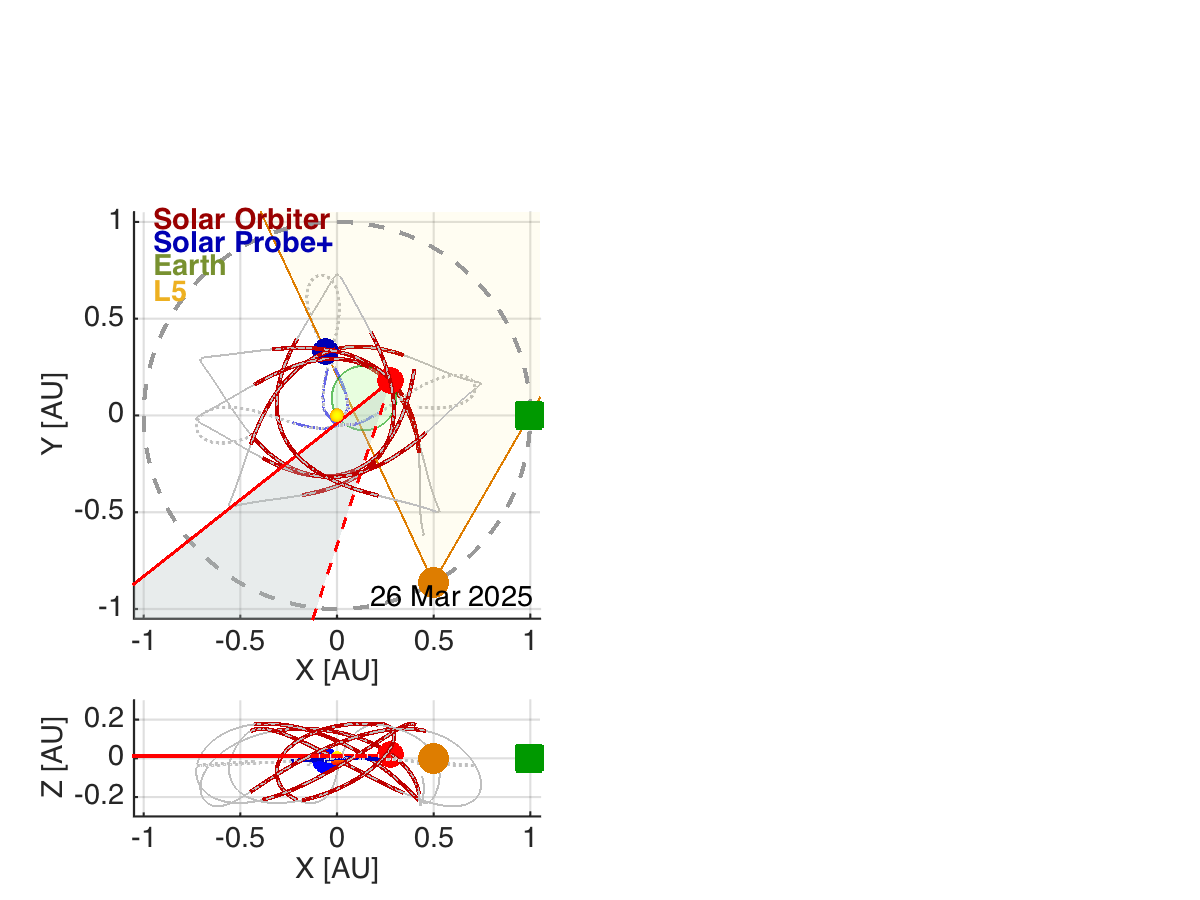 Solar Orbiter
Solar Probe+
Earth
L5
1
0.5
0
-0.5
-1
Y [AU]
26 Mar 2025
-1 -0.5 0 0.5 1
X [AU]
0.2
0
-0.2
Z [AU]
-1 -0.5 0 0.5 1
X [AU]